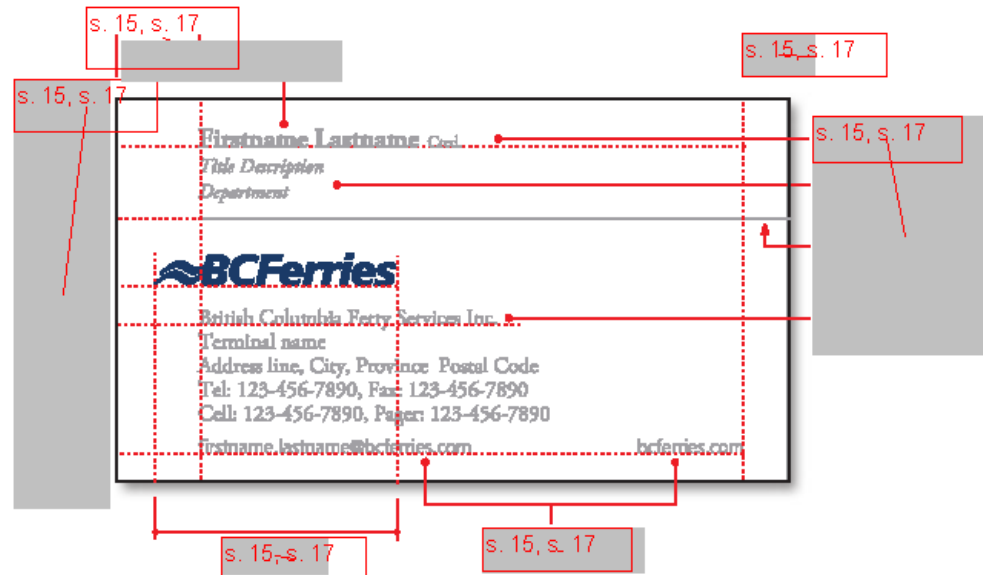 s. 15, s. 17
s. 15, s. 17
s. 15, s. 17
Firstname Lastname Cred.
s. 15, s. 17
Title Description
Department
BCFerries
British Columbia Ferry Services Inc.
Terminal name
Address line, City, Province Postal Code
Tel: 123-456-7890, Fax: 123-456-7890
Cell: 123-456-7890, Pager: 123-456-7890
firstname.lastname@bcferries.com bcferries.com
s. 15, s. 17
s. 15, s. 17